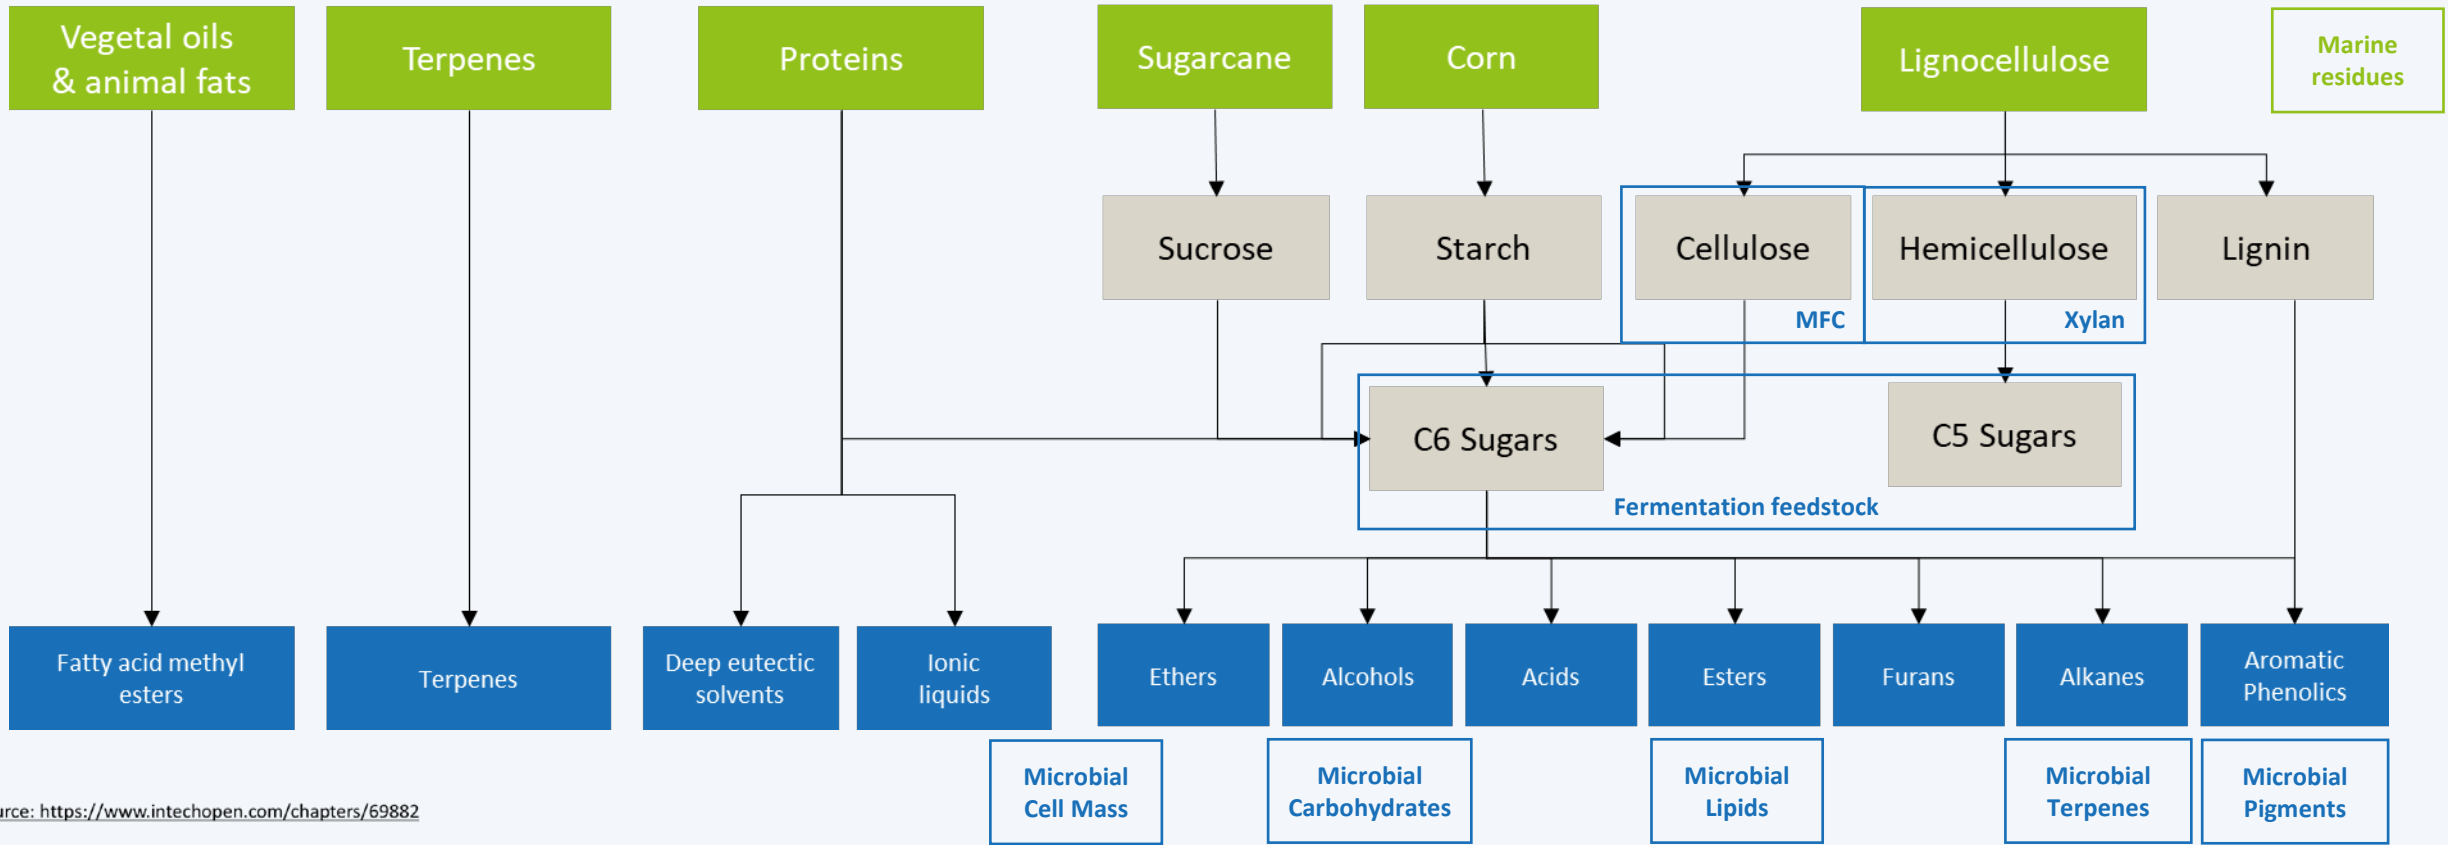 Vegetal oils
& animal fats
Terpenes
Proteins
Sugarcane
Corn
Lignocellulose
Marine
residues
Sucrose
Starch
Cellulose
Hemicellulose
Lignin
MFC
Xylan
C6 Sugars
C5 Sugars
Fermentation feedstock
Fatty acid methyl
esters
Terpenes
Deep eutectic
solvents
Ionic
liquids
Ethers
Alcohols
Acids
Esters
Furans
Alkanes
Aromatic
Phenolics
Microbial
Cell Mass
Microbial
Carbohydrates
Microbial
Lipids
Microbial
Terpenes
Microbial
Pigments
urce: https://www.intechopen.com/chapters/69882